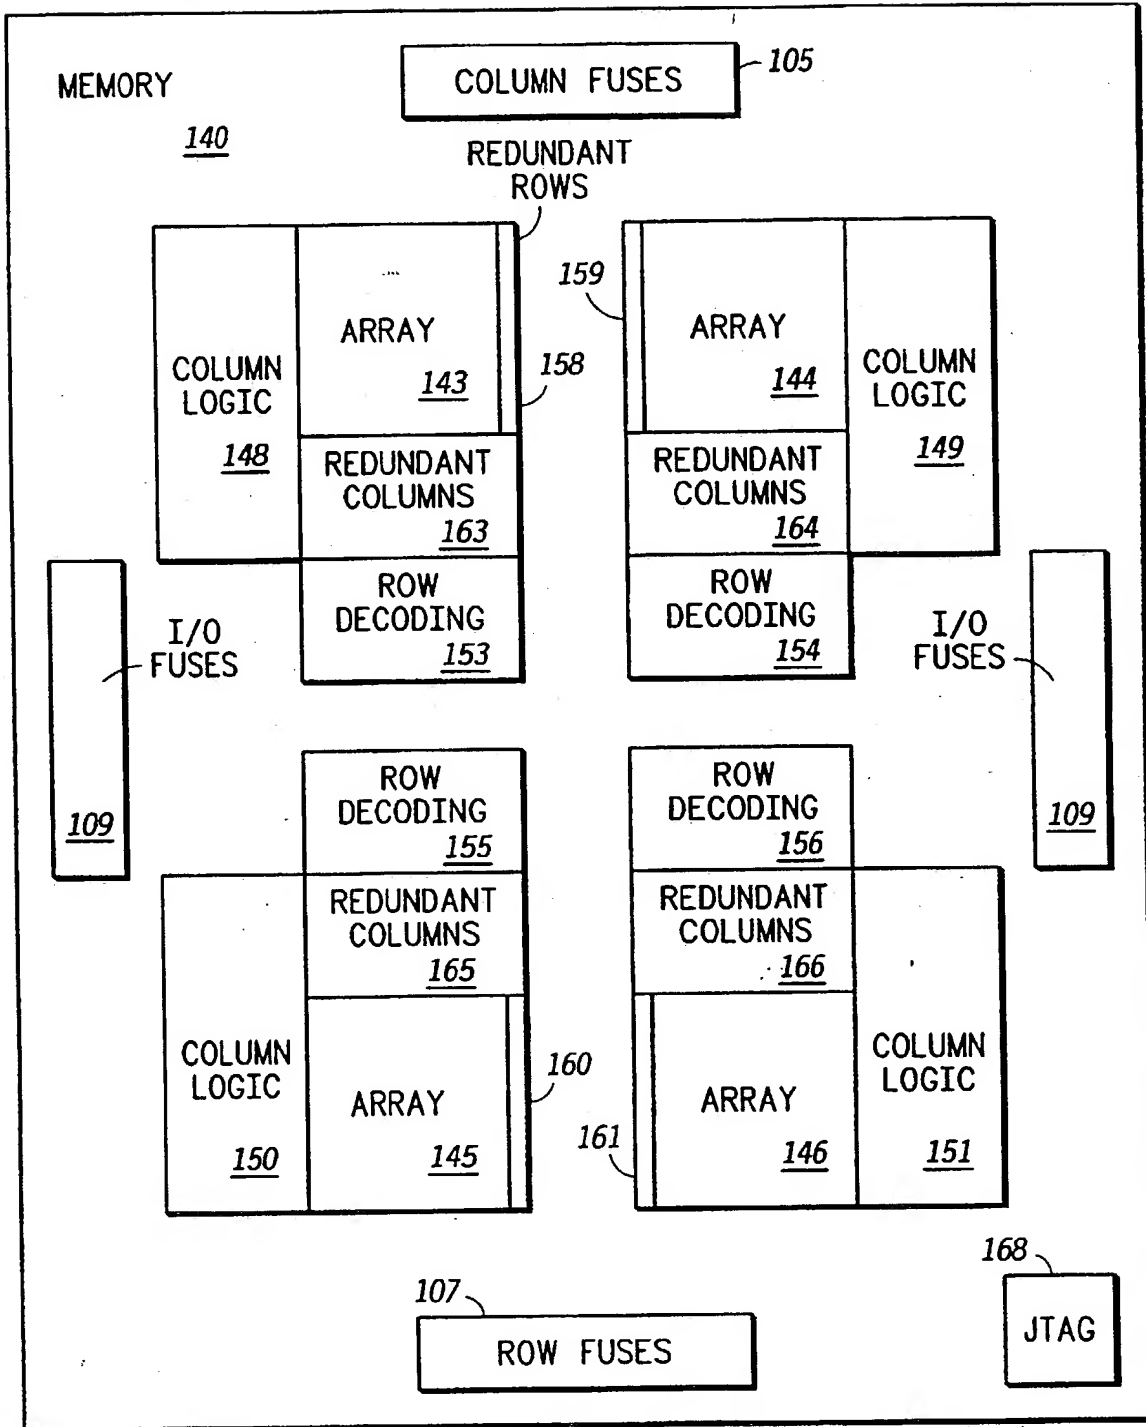 MEMORY
140
COLUMN FUSES
105
REDUNDANT
ROWS
COLUMN
LOGIC
148
ARRAY
143
158
REDUNDANT
COLUMNS
163
ROW
DECODING
153
159
ARRAY
144
COLUMN
LOGIC
149
REDUNDANT
COLUMNS
164
ROW
DECODING
154
I/O
FUSES
109
I/O
FUSES
109
ROW
DECODING
155
REDUNDANT
COLUMNS
165
COLUMN
LOGIC
150
ARRAY
145
160
ROW
DECODING
156
REDUNDANT
COLUMNS
166
161
ARRAY
146
COLUMN
LOGIC
151
107
ROW FUSES
168
JTAG